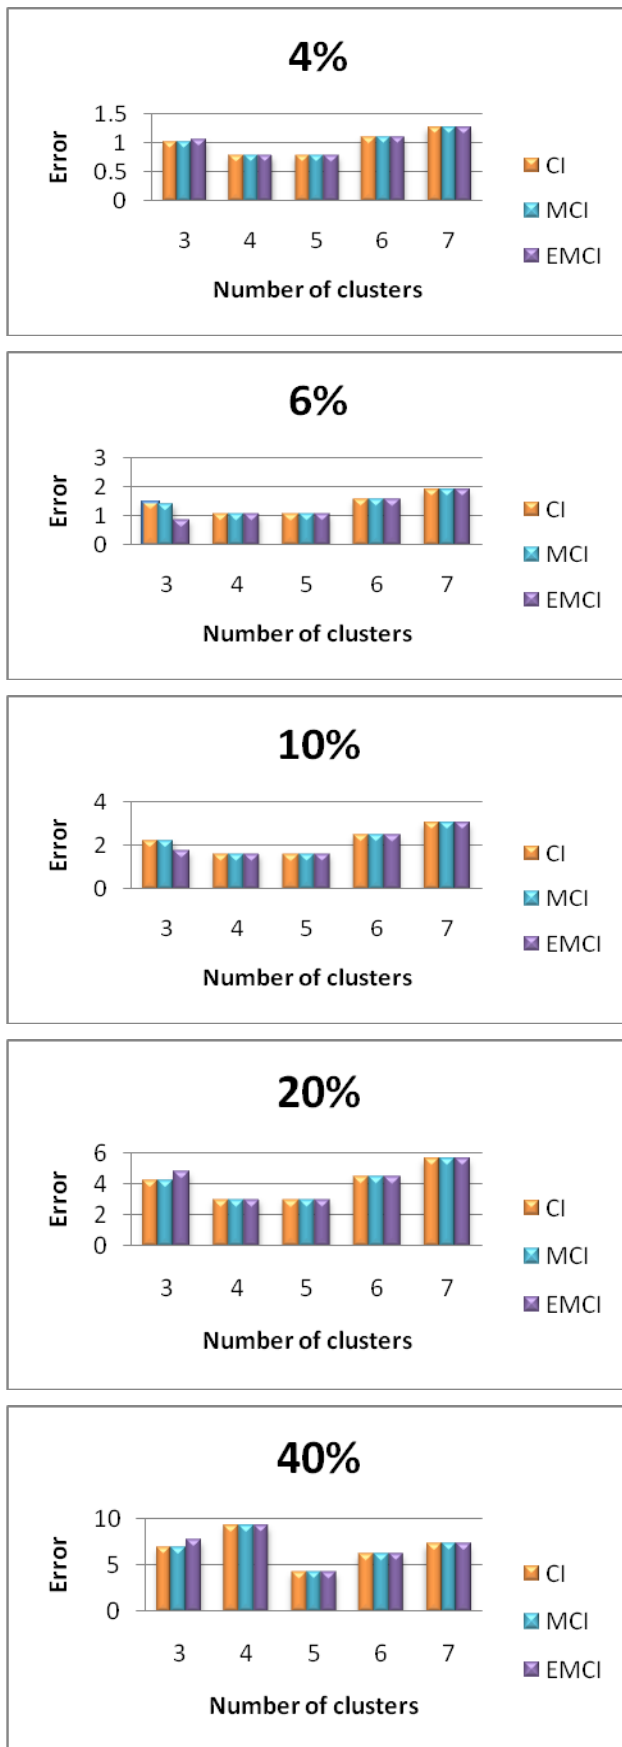 4%
1.5
1
0.5
0
Error
3 4 5 6 7
Number of clusters
CI
MCI
EMCI
6%
3
2
1
0
Error
3 4 5 6 7
Number of clusters
CI
MCI
EMCI
10%
4
2
0
Error
3 4 5 6 7
Number of clusters
CI
MCI
EMCI
20%
6
4
2
0
Error
3 4 5 6 7
Number of clusters
CI
MCI
EMCI
40%
10
5
0
Error
3 4 5 6 7
Number of clusters
CI
MCI
EMCI